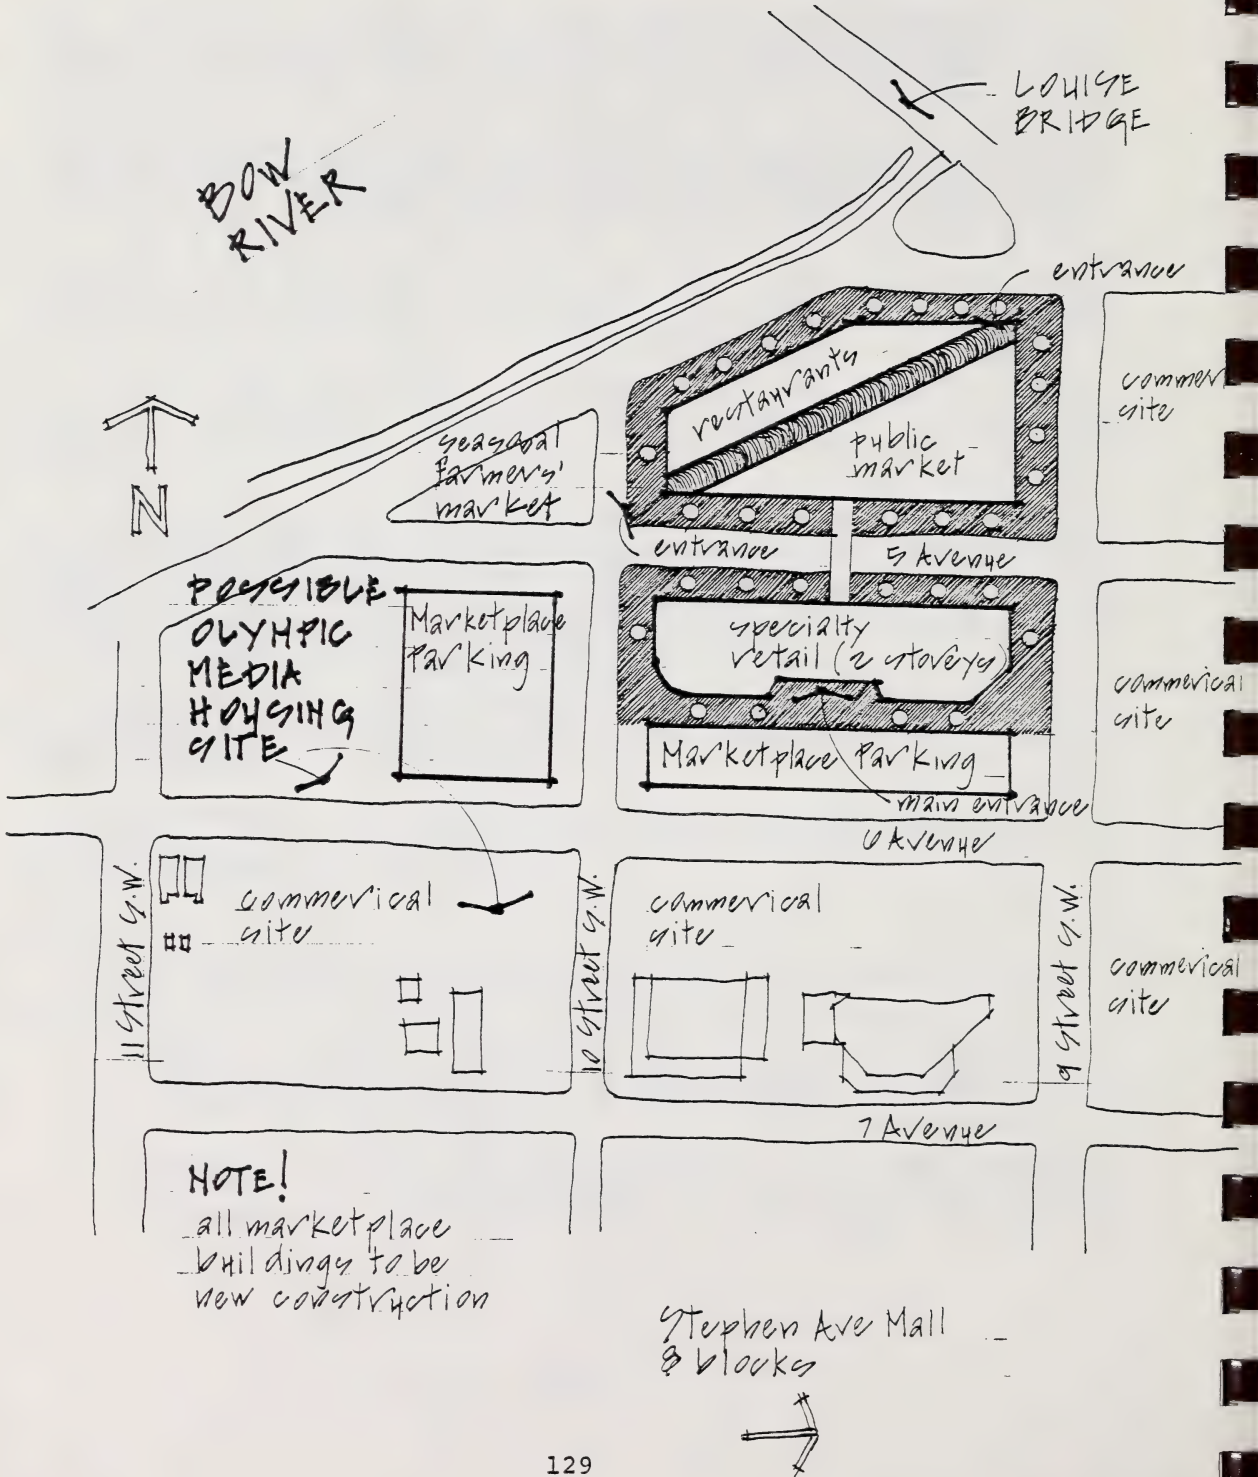 LOUISE
BRIDGE
BOW
RIVER
entrance
restaurants
public
market
commer
site
seasoal
farmers'
market
N
entrance
5 Avenue
POSSIBLE
OLYMPIC
MEDIA
HOUSING
SITE
Marketplace
Parking
specialty
retail (2 storeys)
commerical
site
Marketplace Parking
main entrance
6 Avenue
11 Street S.W.
commerical
site
10 Street S.W.
commerical
site
9 Street S.W.
commerical
site
7 Avenue
NOTE!
all marketplace
buildings to be
new construction
Stephen Ave Mall
8 blocks
129